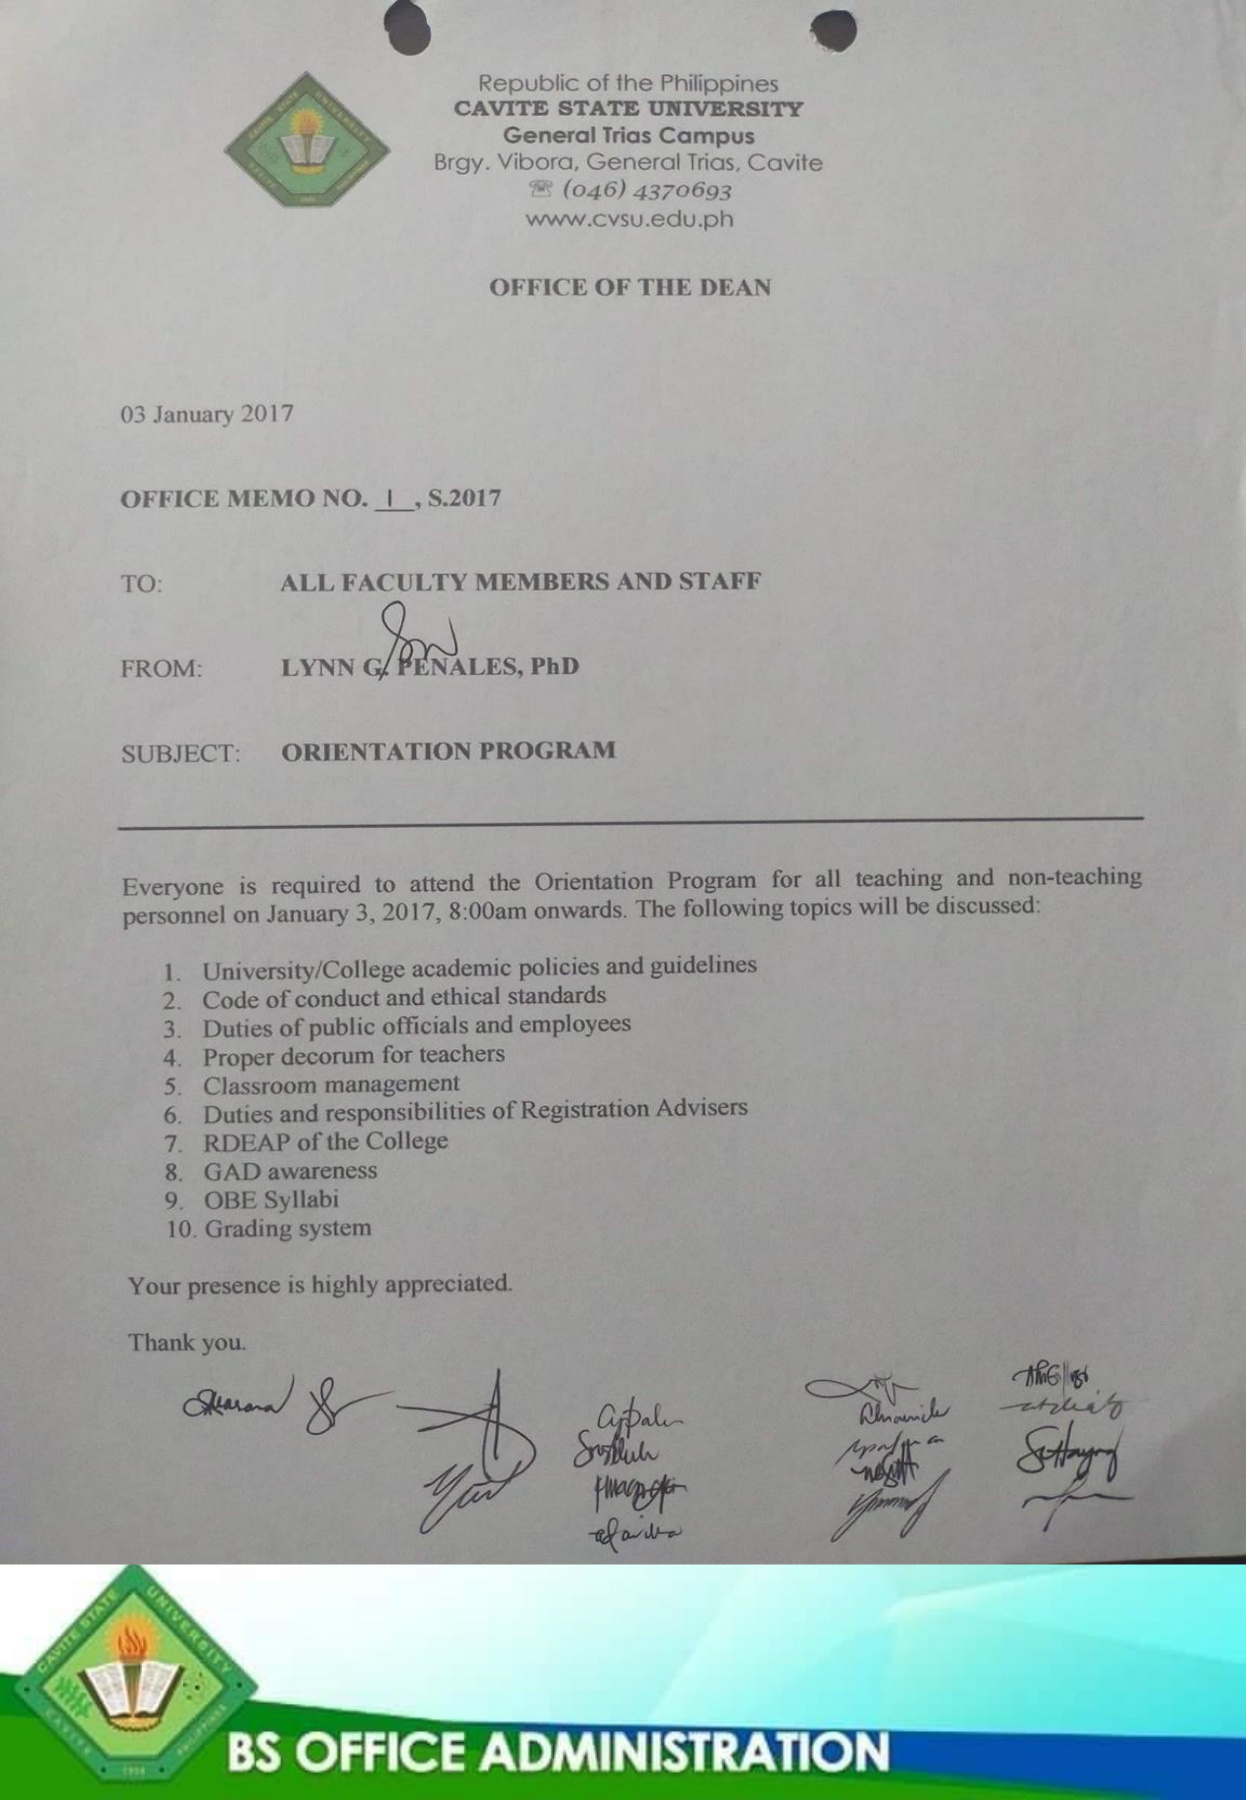 Republic of the Philippines
CAVITE STATE UNIVERSITY
General Trias Campus
Brgy. Vibora, General Trias, Cavite
☏ (046) 4370693
www.cvsu.edu.ph
OFFICE OF THE DEAN
03 January 2017
OFFICE MEMO NO. 1, S.2017
TO: ALL FACULTY MEMBERS AND STAFF
FROM: LYNN G. PENALES, PhD
SUBJECT: ORIENTATION PROGRAM
Everyone is required to attend the Orientation Program for all teaching and non-teaching
personnel on January 3, 2017, 8:00am onwards. The following topics will be discussed:
1. University/College academic policies and guidelines
2. Code of conduct and ethical standards
3. Duties of public officials and employees
4. Proper decorum for teachers
5. Classroom management
6. Duties and responsibilities of Registration Advisers
7. RDEAP of the College
8. GAD awareness
9. OBE Syllabi
10. Grading system
Your presence is highly appreciated.
Thank you.
CAVITE STATE UNIVERSITY
CAVITE PHILIPPINES
BS OFFICE ADMINISTRATION